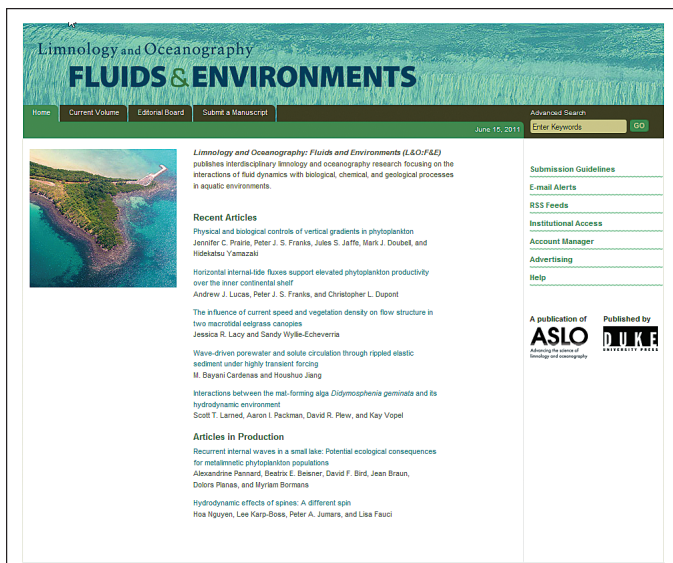 Limnology and Oceanography
FLUIDS & ENVIRONMENTS
Home
Current Volume
Editorial Board
Submit a Manuscript
Advanced Search
June 15, 2011
Enter Keywords
GO
Limnology and Oceanography: Fluids and Environments (L&O:F&E)
publishes interdisciplinary limnology and oceanography research focusing on the
interactions of fluid dynamics with biological, chemical, and geological processes
in aquatic environments.
Recent Articles
Physical and biological controls of vertical gradients in phytoplankton
Jennifer C. Prairie, Peter J. S. Franks, Jules S. Jaffe, Mark J. Doubell, and
Hidekatsu Yamazaki
Horizontal internal-tide fluxes support elevated phytoplankton productivity
over the inner continental shelf
Andrew J. Lucas, Peter J. S. Franks, and Christopher L. Dupont
The influence of current speed and vegetation density on flow structure in
two macrotidal eelgrass canopies
Jessica R. Lacy and Sandy Wyllie-Echeverria
Wave-driven porewater and solute circulation through rippled elastic
sediment under highly transient forcing
M. Bayani Cardenas and Houshuo Jiang
Interactions between the mat-forming alga Didymosphenia geminata and its
hydrodynamic environment
Scott T. Larned, Aaron I. Packman, David R. Plew, and Kay Vopel
Articles in Production
Recurrent internal waves in a small lake: Potential ecological consequences
for metalimnetic phytoplankton populations
Alexandrine Pannard, Beatrix E. Beisner, David F. Bird, Jean Braun,
Dolors Planas, and Myriam Bormans
Hydrodynamic effects of spines: A different spin
Hoa Nguyen, Lee Karp-Boss, Peter A. Jumars, and Lisa Fauci
Submission Guidelines
E-mail Alerts
RSS Feeds
Institutional Access
Account Manager
Advertising
Help
A publication of
ASLO
Advancing the science of
limnology and oceanography
Published by
DUKE
UNIVERSITY PRESS